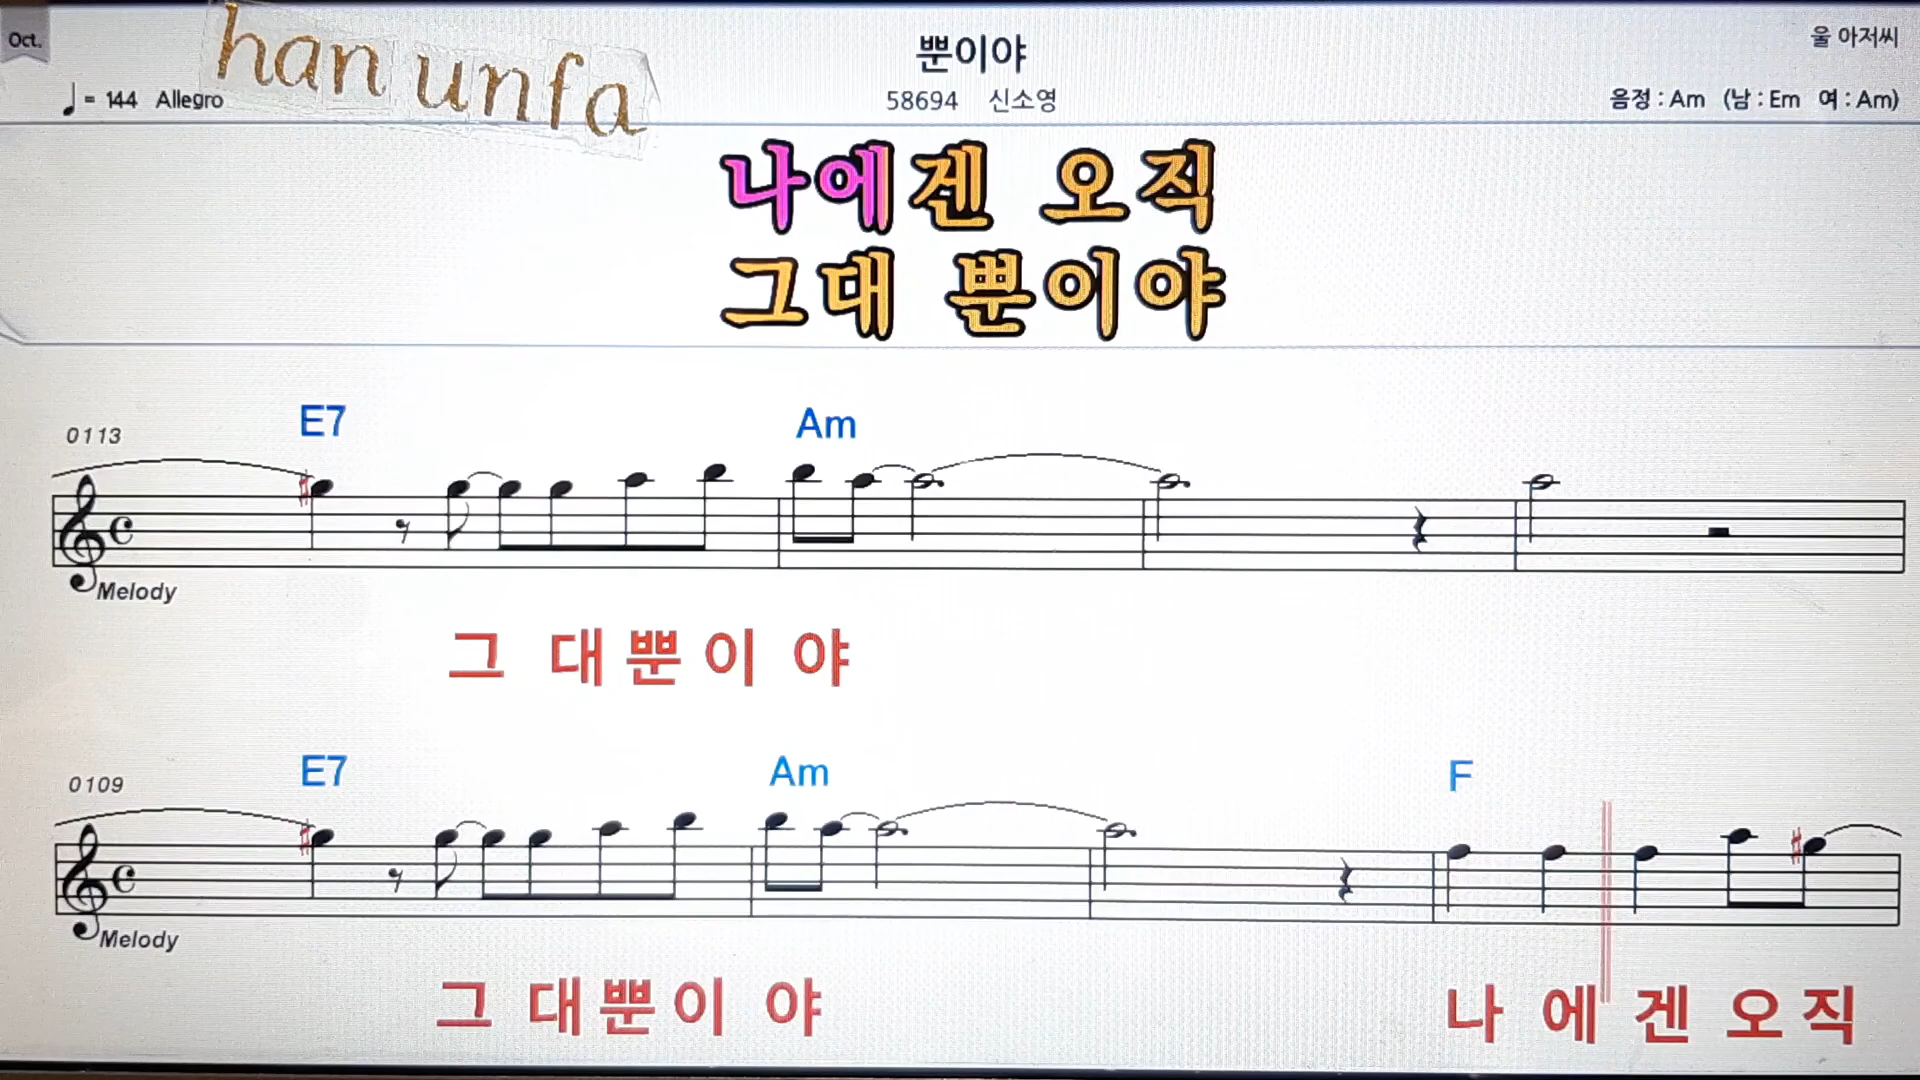 Oct.
han unfa
뿐이야
울 아저씨
♩= 144 Allegro
58694 신소영
음정 : Am (남 : Em 여 : Am)
나에겐 오직
그대 뿐이야
E7 Am
0113
Melody
그 대 뿐 이 야
E7 Am F
0109
Melody
그 대 뿐 이 야 나 에 겐 오 직